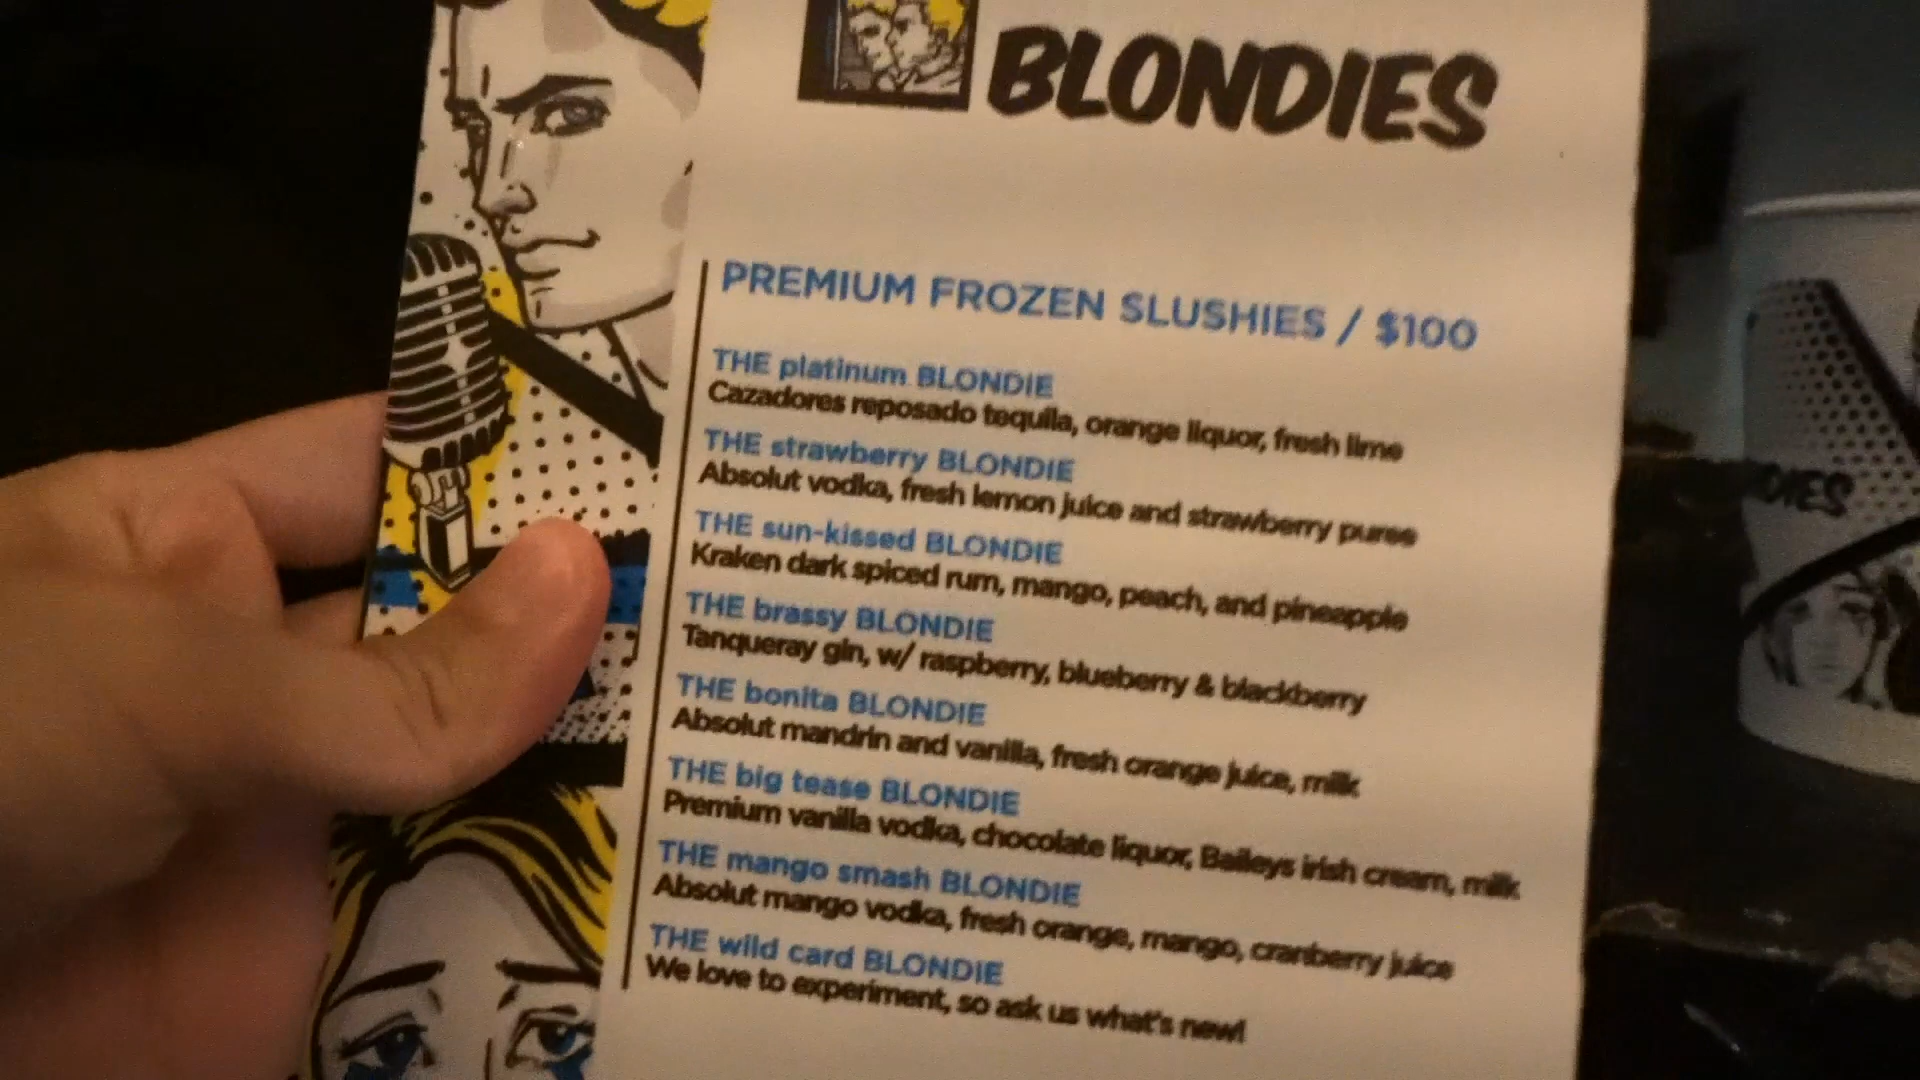 BLONDIES
PREMIUM FROZEN SLUSHIES / $100
THE platinum BLONDIE
Cazadores reposado tequila, orange liquor, fresh lime
THE strawberry BLONDIE
Absolut vodka, fresh lemon juice and strawberry puree
THE sun-kissed BLONDIE
Kraken dark spiced rum, mango, peach, and pineapple
THE brassy BLONDIE
Tanqueray gin, w/ raspberry, blueberry & blackberry
THE bonita BLONDIE
Absolut mandrin and vanilla, fresh orange juice, milk
THE big tease BLONDIE
Premium vanilla vodka, chocolate liquor, Baileys irish cream, milk
THE mango smash BLONDIE
Absolut mango vodka, fresh orange, mango, cranberry juice
THE wild card BLONDIE
We love to experiment, so ask us what's new!